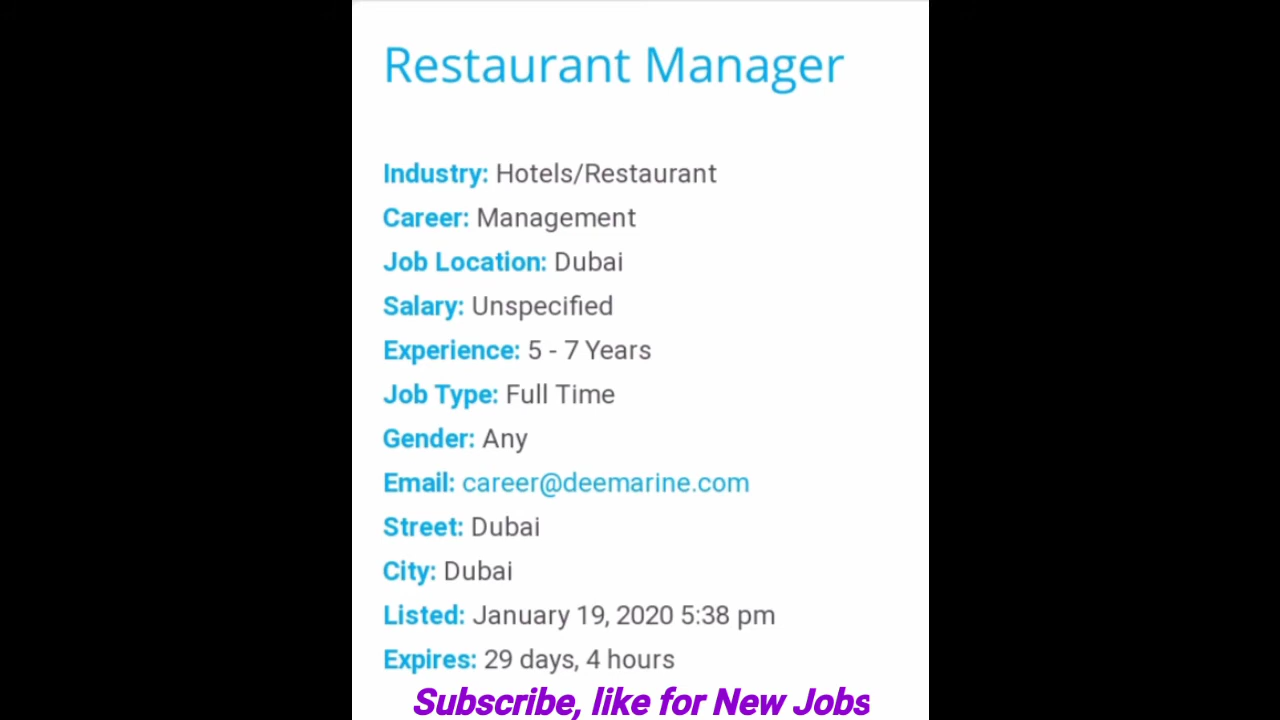 Restaurant Manager
Industry: Hotels/Restaurant
Career: Management
Job Location: Dubai
Salary: Unspecified
Experience: 5 - 7 Years
Job Type: Full Time
Gender: Any
Email: career@deemarine.com
Street: Dubai
City: Dubai
Listed: January 19, 2020 5:38 pm
Expires: 29 days, 4 hours
Subscribe, like for New Jobs